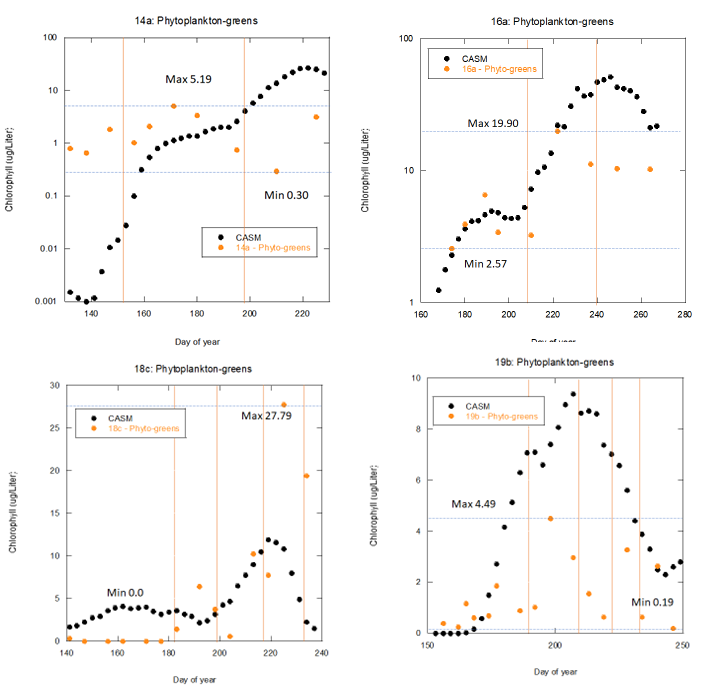 14a: Phytoplankton-greens
100
10
1
0.1
0.01
0.001
Chlorophyll (ug/Liter;
Max 5.19
Min 0.30
CASM
14a - Phyto-greens
140 160 180 200 220
Day of year
16a: Phytoplankton-greens
100
10
1
Chlorophyll (ug/Liter;
CASM
16a - Phyto-greens
Max 19.90
Min 2.57
160 180 200 220 240 260 280
Day of year
18c: Phytoplankton-greens
30
25
20
15
10
5
0
Chlorophyll (ug/Liter;
CASM
18c - Phyto-greens
Max 27.79
Min 0.0
140 160 180 200 220 240
Day of year
19b: Phytoplankton-greens
10
8
6
4
2
0
Chlorophyll (ug/Liter;
CASM
19b - Phyto-greens
Max 4.49
Min 0.19
150 200 250
Day of year